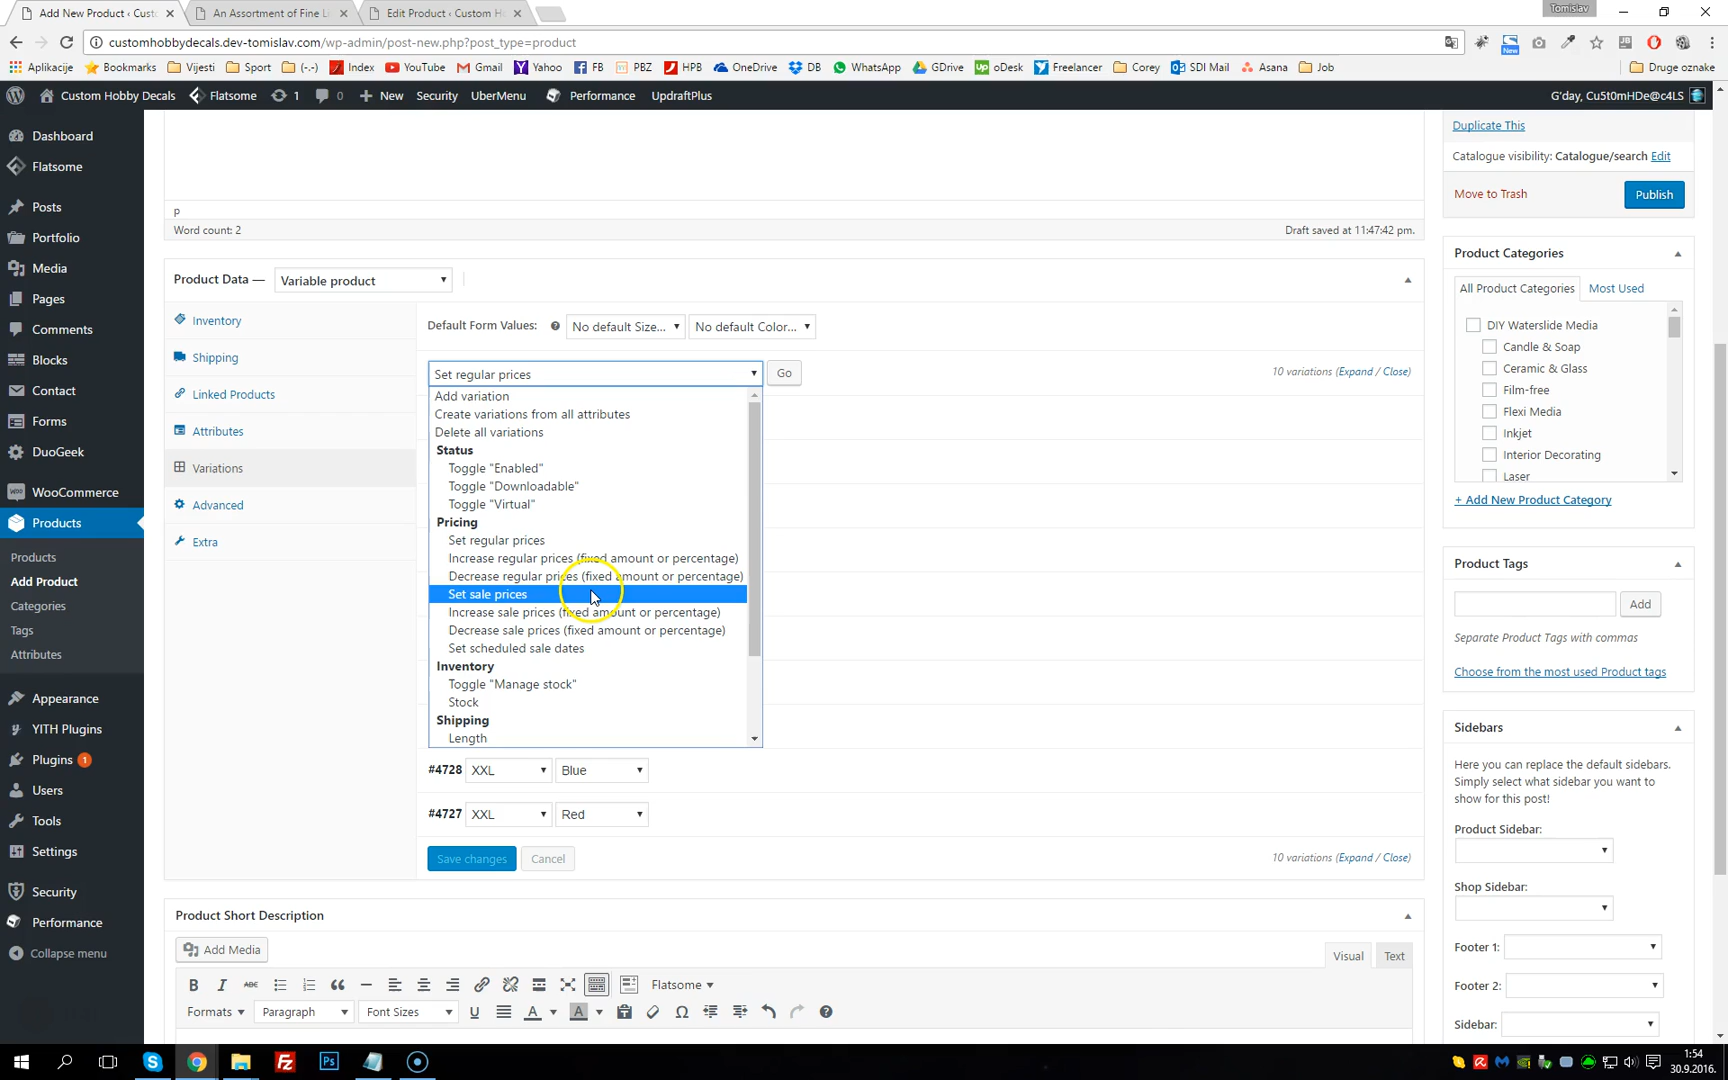 Add New Product ‹ Custo
An Assortment of Fine L
Edit Product ‹ Custom H
Tomislav
customhobbydecals.dev-tomislav.com/wp-admin/post-new.php?post_type=product
New
Aplikacije
Bookmarks
Vijesti
Sport
(-.-)
Index
YouTube
Gmail
Yahoo
FB
PBZ
HPB
OneDrive
DB
WhatsApp
GDrive
oDesk
Freelancer
Corey
SDI Mail
Asana
Job
Druge oznake
Custom Hobby Decals
Flatsome
1
0
New
Security
UberMenu
Performance
UpdraftPlus
G'day, Cu5t0mHDe@c4LS
Dashboard
Flatsome
Posts
Portfolio
Media
Pages
Comments
Blocks
Contact
Forms
DuoGeek
WooCommerce
Products
Products
Add Product
Categories
Tags
Attributes
Appearance
YITH Plugins
Plugins 1
Users
Tools
Settings
Security
Performance
Collapse menu
p
Word count: 2
Draft saved at 11:47:42 pm.
Product Data —
Variable product
Inventory
Shipping
Linked Products
Attributes
Variations
Advanced
Extra
Default Form Values:
No default Size...
No default Color...
Set regular prices
Go
10 variations (Expand / Close)
Add variation
Create variations from all attributes
Delete all variations
Status
Toggle "Enabled"
Toggle "Downloadable"
Toggle "Virtual"
Pricing
Set regular prices
Increase regular prices (fixed amount or percentage)
Decrease regular prices (fixed amount or percentage)
Set sale prices
Increase sale prices (fixed amount or percentage)
Decrease sale prices (fixed amount or percentage)
Set scheduled sale dates
Inventory
Toggle "Manage stock"
Stock
Shipping
Length
#4728 XXL Blue
#4727 XXL Red
Save changes
Cancel
10 variations (Expand / Close)
Product Short Description
Add Media
Visual
Text
B I ABC
Flatsome
Formats
Paragraph
Font Sizes
U A A Ω
Duplicate This
Catalogue visibility: Catalogue/search Edit
Move to Trash
Publish
Product Categories
All Product Categories
Most Used
DIY Waterslide Media
Candle & Soap
Ceramic & Glass
Film-free
Flexi Media
Inkjet
Interior Decorating
Laser
+ Add New Product Category
Product Tags
Add
Separate Product Tags with commas
Choose from the most used Product tags
Sidebars
Here you can replace the default sidebars.
Simply select what sidebar you want to
show for this post!
Product Sidebar:
Shop Sidebar:
Footer 1:
Footer 2:
Sidebar:
1:54
30.9.2016.